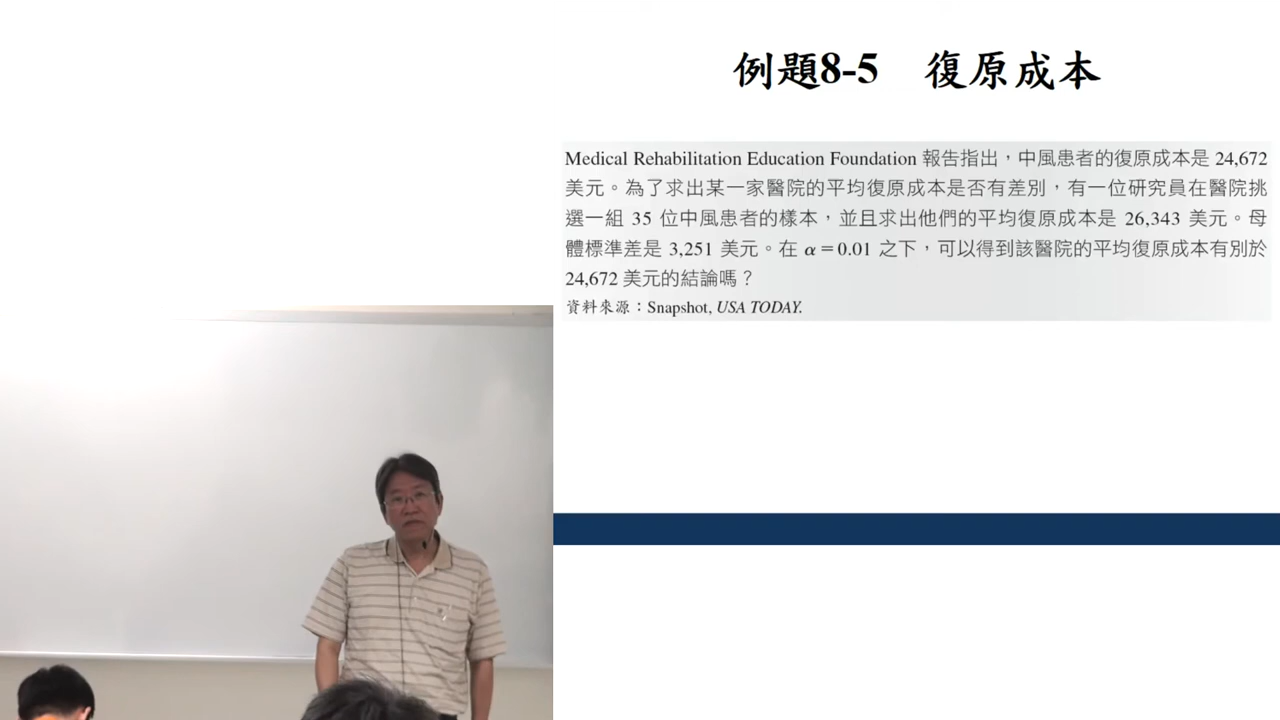 例題8-5 復原成本
Medical Rehabilitation Education Foundation 報告指出，中風患者的復原成本是 24,672
美元。為了求出某一家醫院的平均復原成本是否有差別，有一位研究員在醫院挑
選一組 35 位中風患者的樣本，並且求出他們的平均復原成本是 26,343 美元。母
體標準差是 3,251 美元。在 α＝0.01 之下，可以得到該醫院的平均復原成本有別於
24,672 美元的結論嗎？
資料來源：Snapshot, USA TODAY.